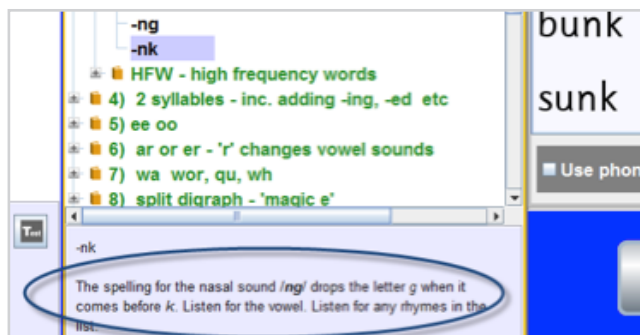 -ng
-nk
HFW - high frequency words
4) 2 syllables - inc. adding -ing, -ed etc
5) ee oo
6) ar or er - 'r' changes vowel sounds
7) wa wor, qu, wh
8) split digraph - 'magic e'
bunk
sunk
Use phon
Text
-nk
The spelling for the nasal sound /ng/ drops the letter g when it
comes before k. Listen for the vowel. Listen for any rhymes in the
list.